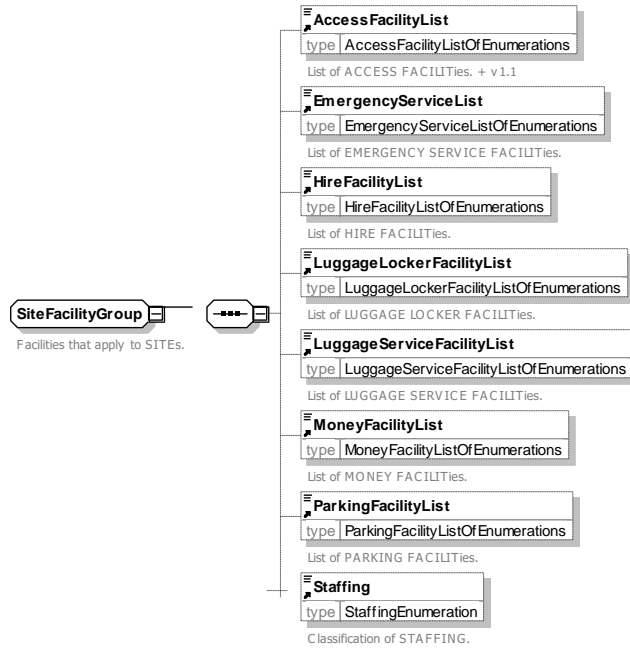 AccessFacilityList
type AccessFacilityListOfEnumerations
List of ACCESS FACILITies. + v1.1
EmergencyServiceList
type EmergencyServiceListOfEnumerations
List of EMERGENCY SERVICE FACILITies.
HireFacilityList
type HireFacilityListOfEnumerations
List of HIRE FACILITies.
LuggageLockerFacilityList
type LuggageLockerFacilityListOfEnumerations
List of LUGGAGE LOCKER FACILITies.
SiteFacilityGroup
Facilities that apply to SITEs.
LuggageServiceFacilityList
type LuggageServiceFacilityListOfEnumerations
List of LUGGAGE SERVICE FACILITies.
MoneyFacilityList
type MoneyFacilityListOfEnumerations
List of MONEY FACILITies.
ParkingFacilityList
type ParkingFacilityListOfEnumerations
List of PARKING FACILITies.
Staffing
type StaffingEnumeration
Classification of STAFFING.